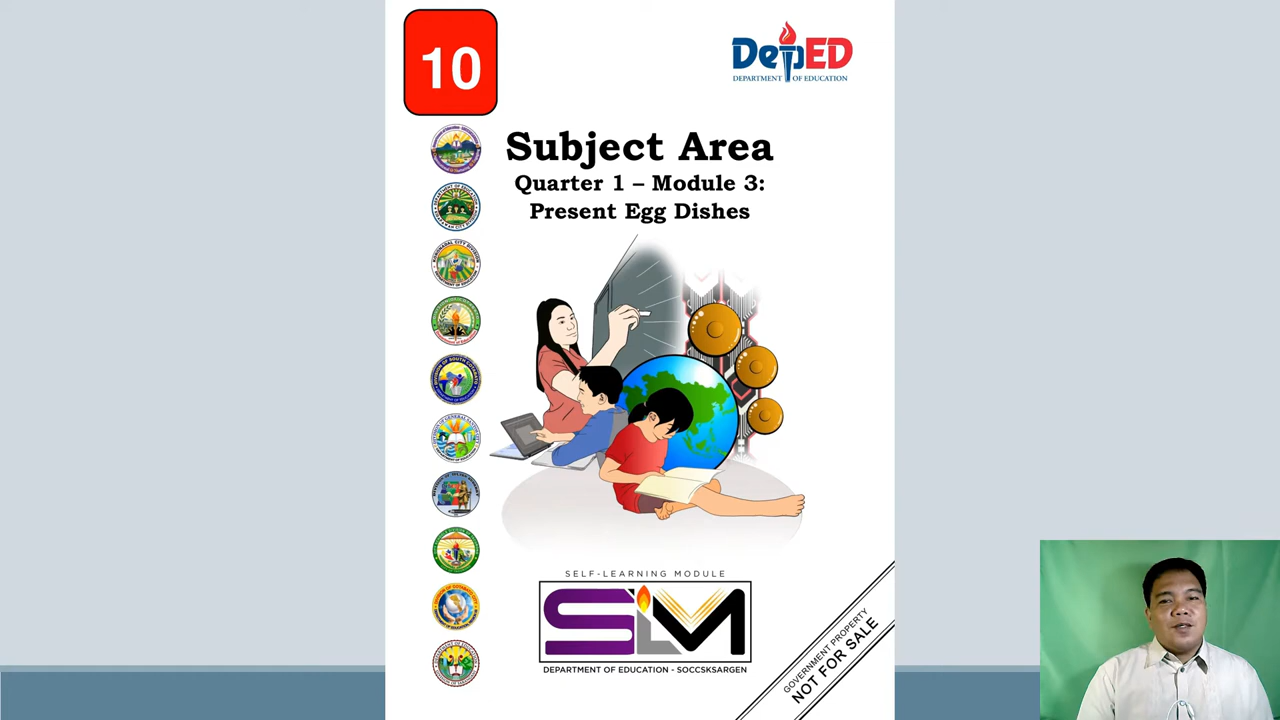 10
DepED
DEPARTMENT OF EDUCATION
Subject Area
Quarter 1 – Module 3:
Present Egg Dishes
SELF-LEARNING MODULE
SLM
DEPARTMENT OF EDUCATION - SOCCSKSARGEN
GOVERNMENT PROPERTY
NOT FOR SALE